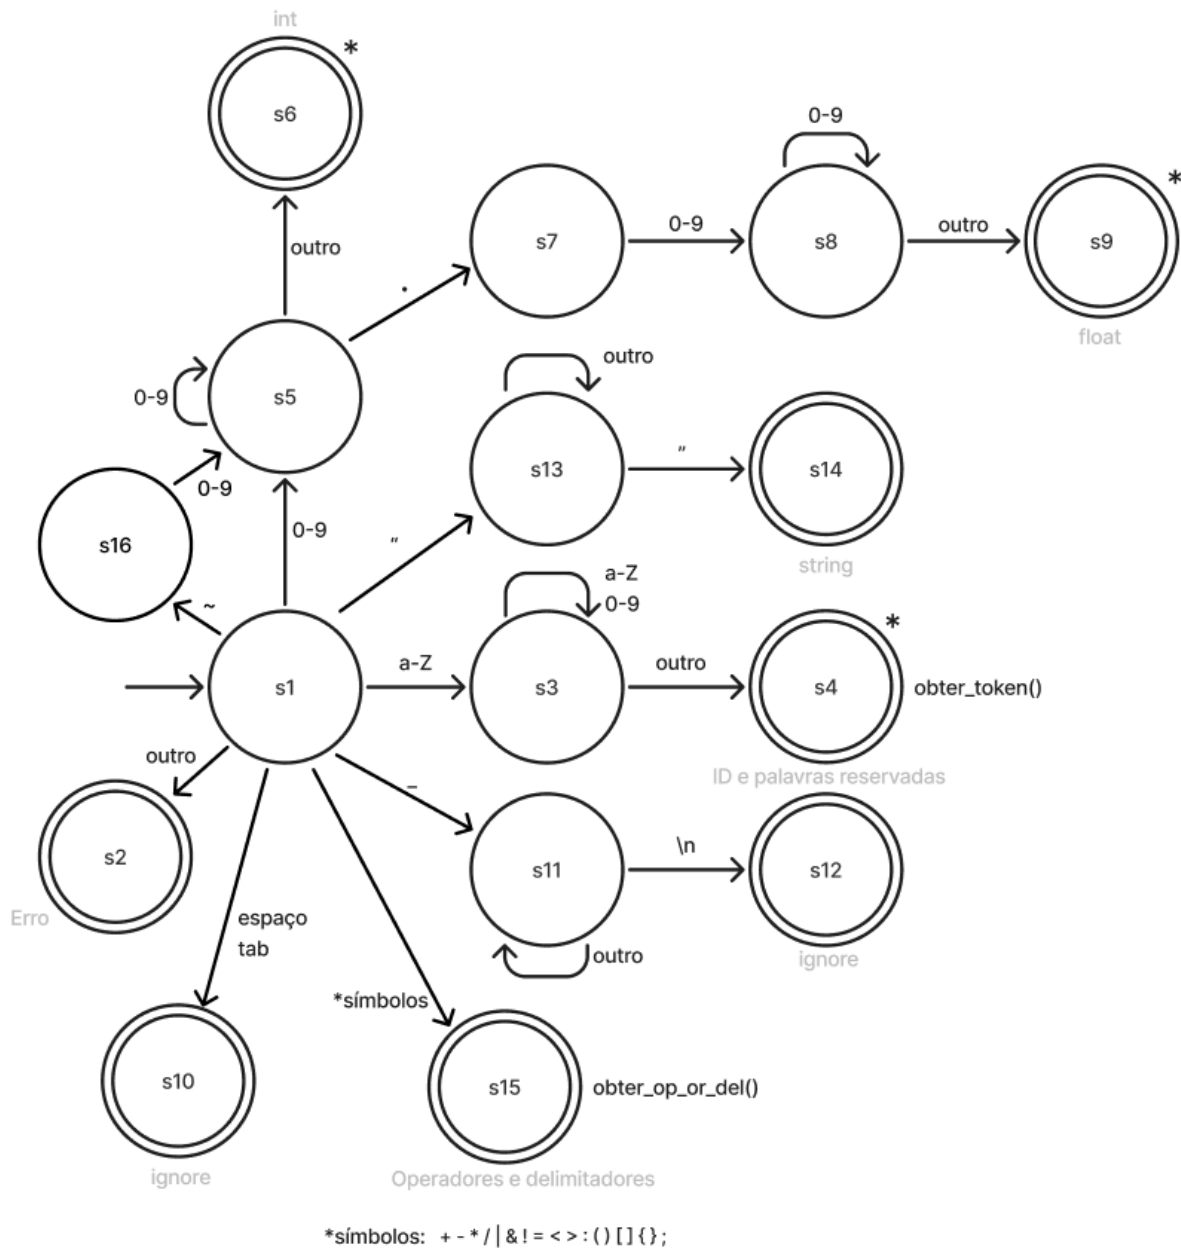 int
*
s6
outro
0-9
s7
0-9
s8
outro
*
s9
float
.
0-9
s5
outro
s13
"
s14
string
0-9
s16
0-9
"
~
a-Z
0-9
s1
a-Z
s3
outro
*
s4
obter_token()
ID e palavras reservadas
outro
s2
Erro
–
s11
\n
s12
ignore
outro
espaço
tab
*símbolos
s10
ignore
s15
obter_op_or_del()
Operadores e delimitadores
*símbolos: + - * / | & ! = < > : ( ) [ ] { } ;